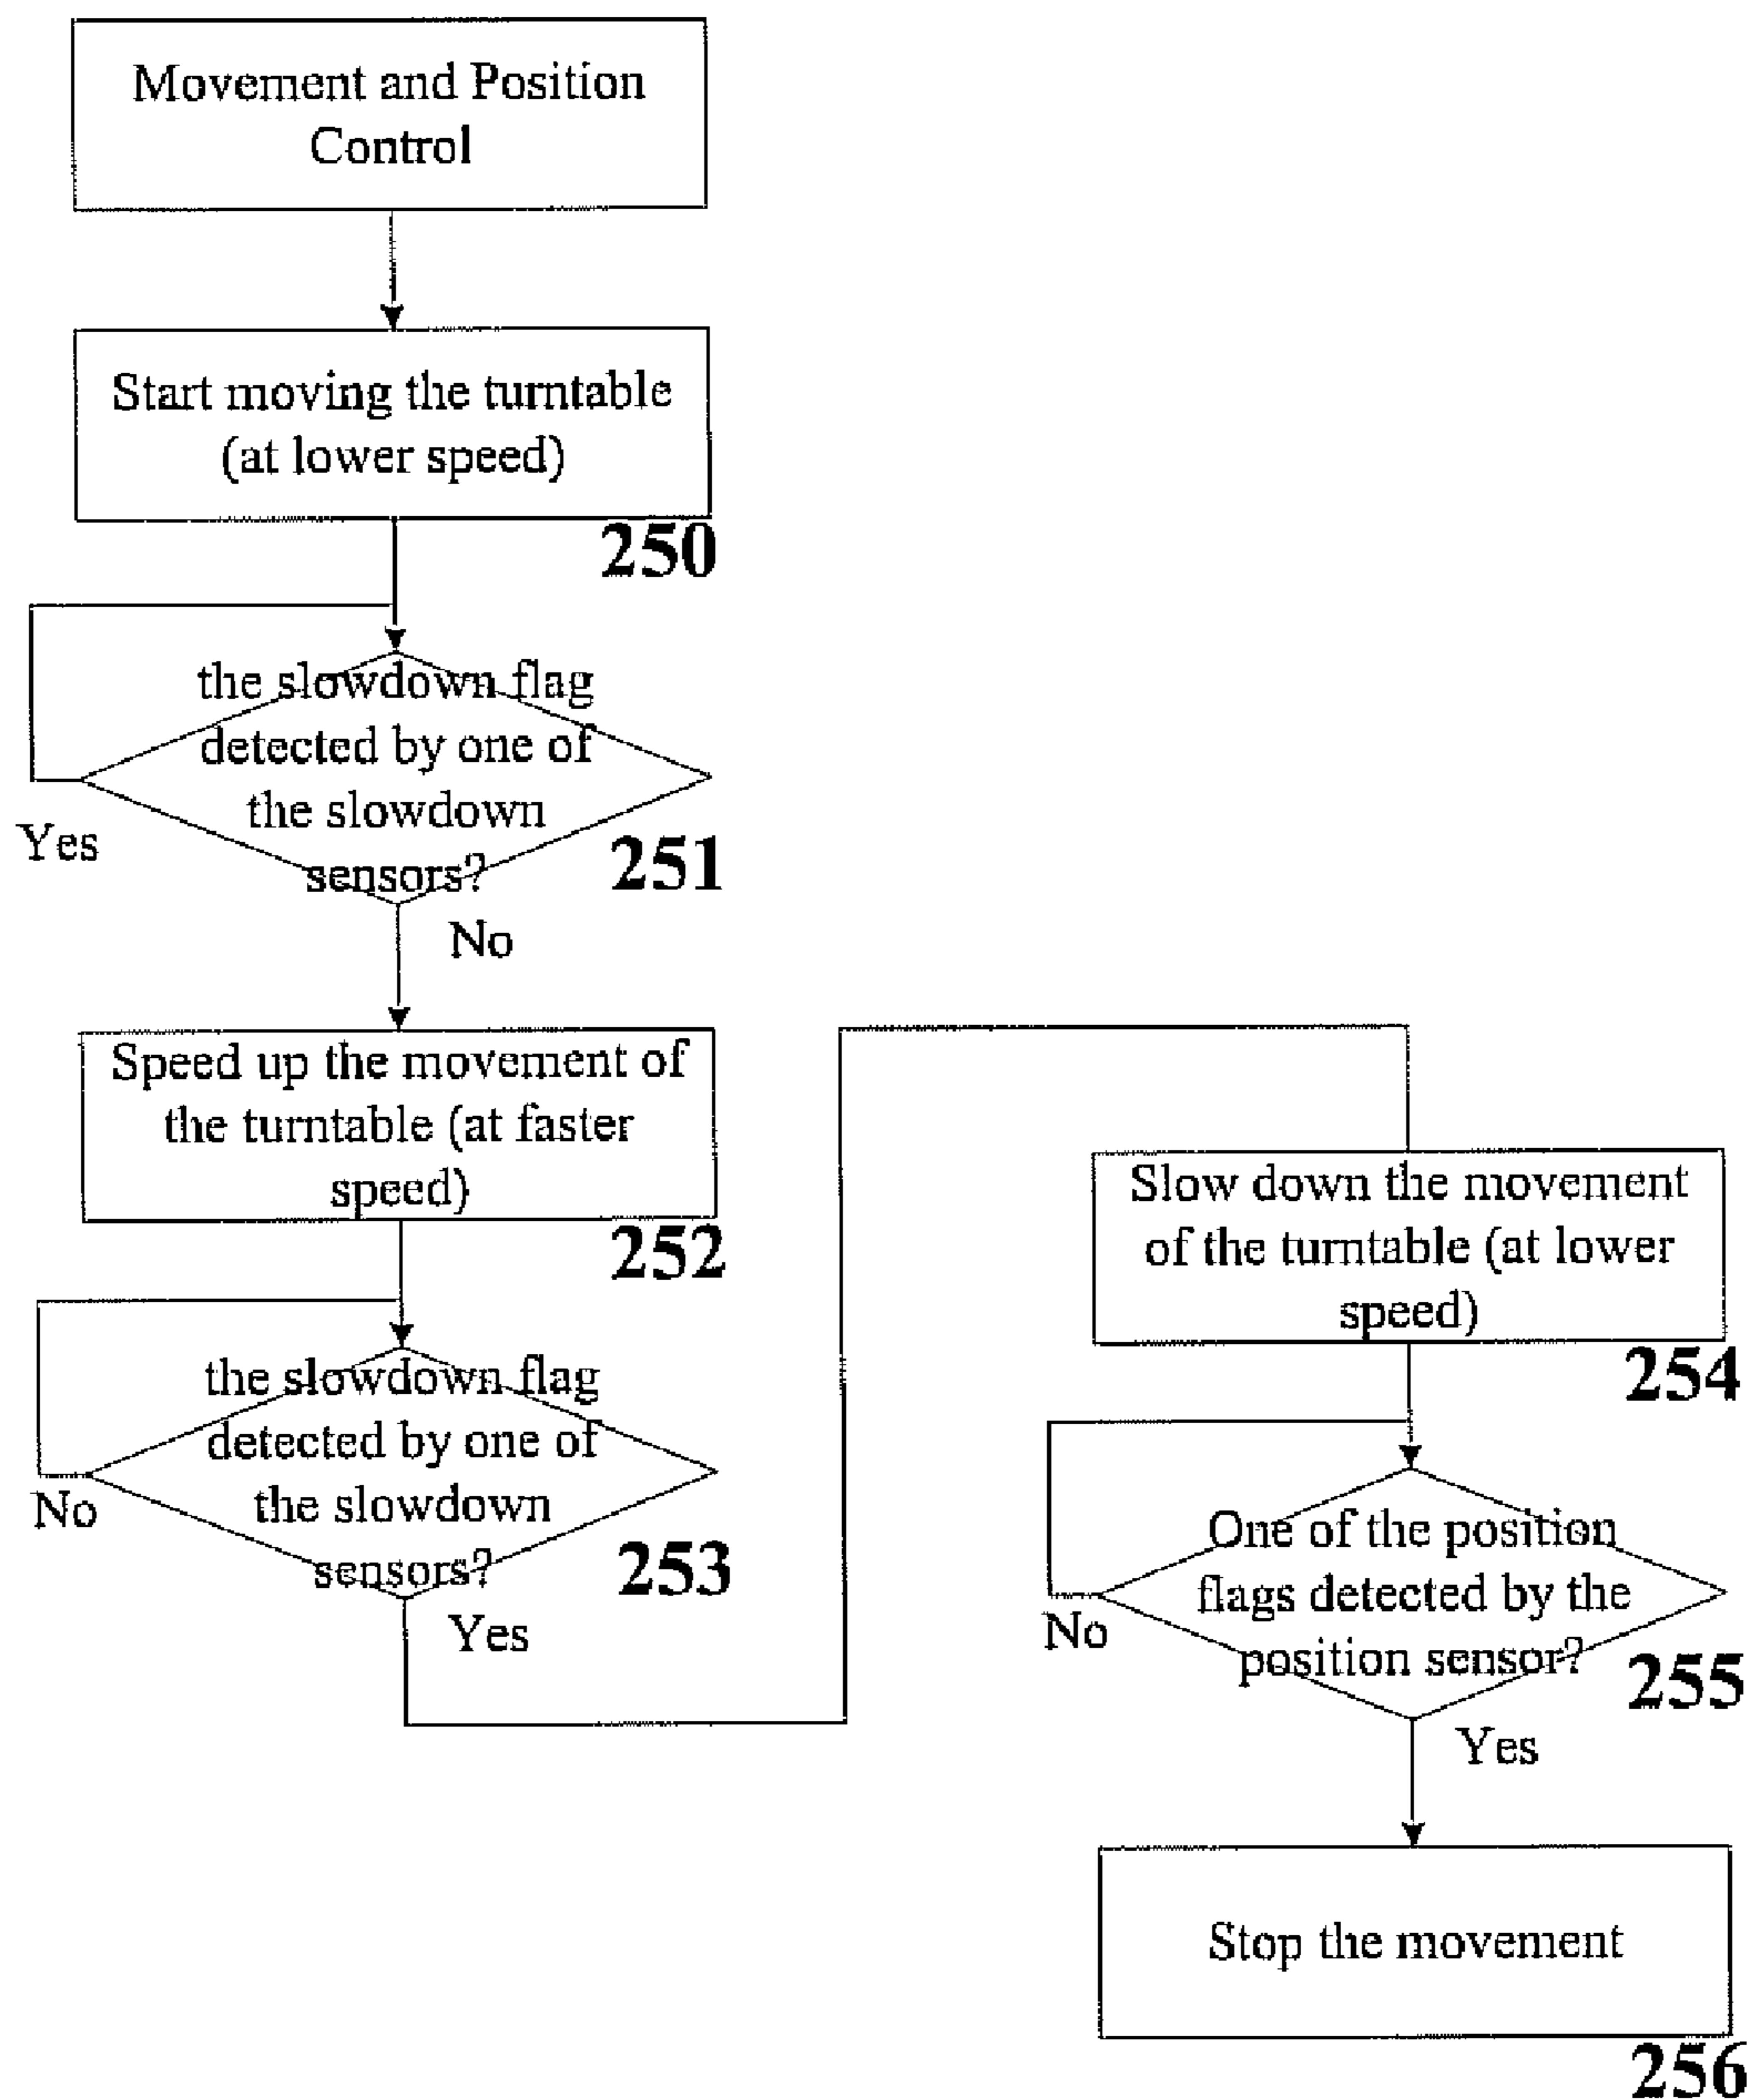 Movement and Position
Control
Start moving the turntable
(at lower speed)
250
the slowdown flag
detected by one of
the slowdown
sensors?
251
Yes
No
Speed up the movement of
the turntable (at faster
speed)
252
the slowdown flag
detected by one of
the slowdown
sensors?
253
No
Yes
Slow down the movement
of the turntable (at lower
speed)
254
One of the position
flags detected by the
position sensor?
255
No
Yes
Stop the movement
256